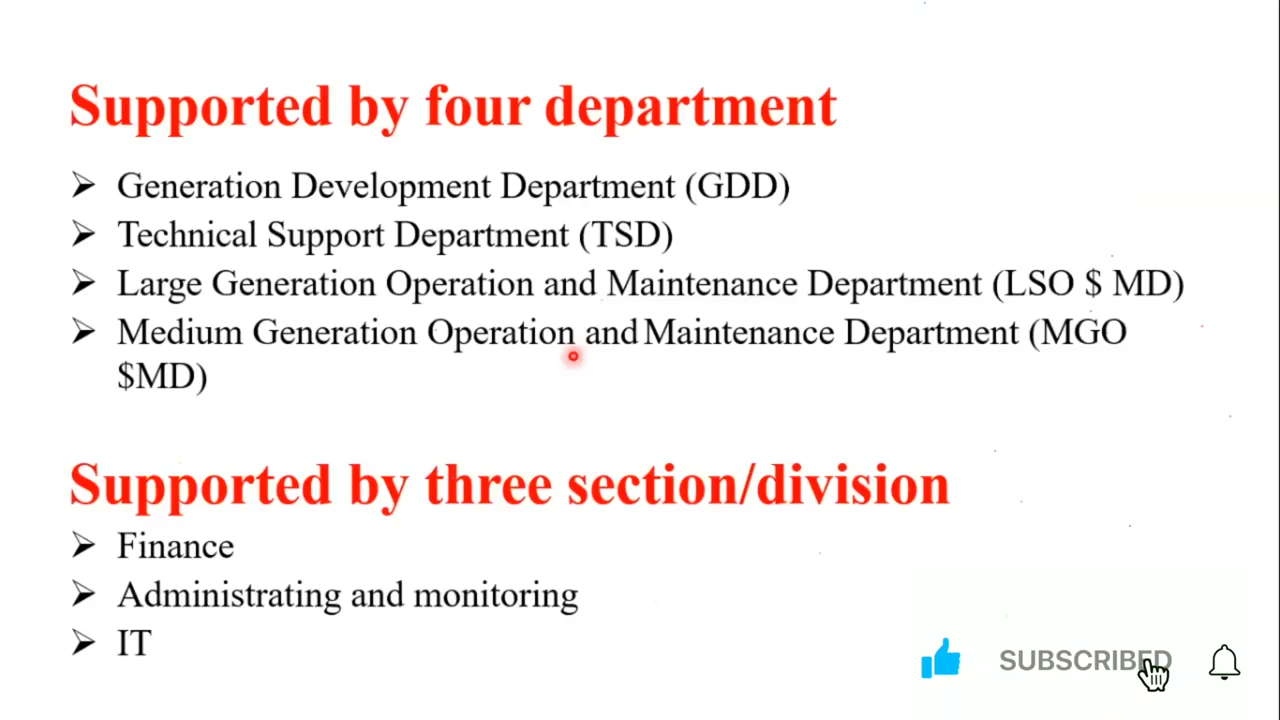 Supported by four department
Generation Development Department (GDD)
Technical Support Department (TSD)
Large Generation Operation and Maintenance Department (LSO $ MD)
Medium Generation Operation and Maintenance Department (MGO
$MD)
Supported by three section/division
Finance
Administrating and monitoring
IT
SUBSCRIBED